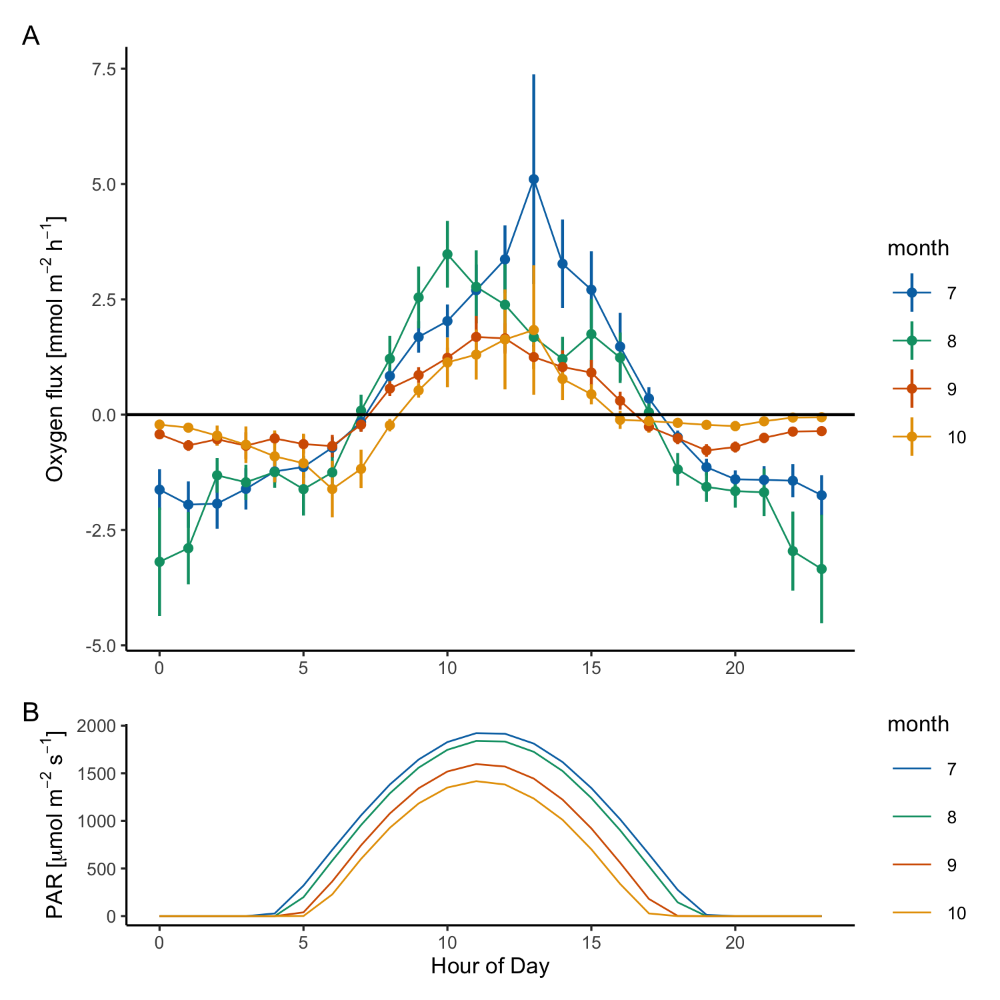 A
7.5
5.0
2.5
0.0
-2.5
-5.0
Oxygen flux [mmol m⁻² h⁻¹]
0 5 10 15 20
month
7
8
9
10
B
2000
1500
1000
500
0
PAR [μmol m⁻² s⁻¹]
0 5 10 15 20
Hour of Day
month
7
8
9
10